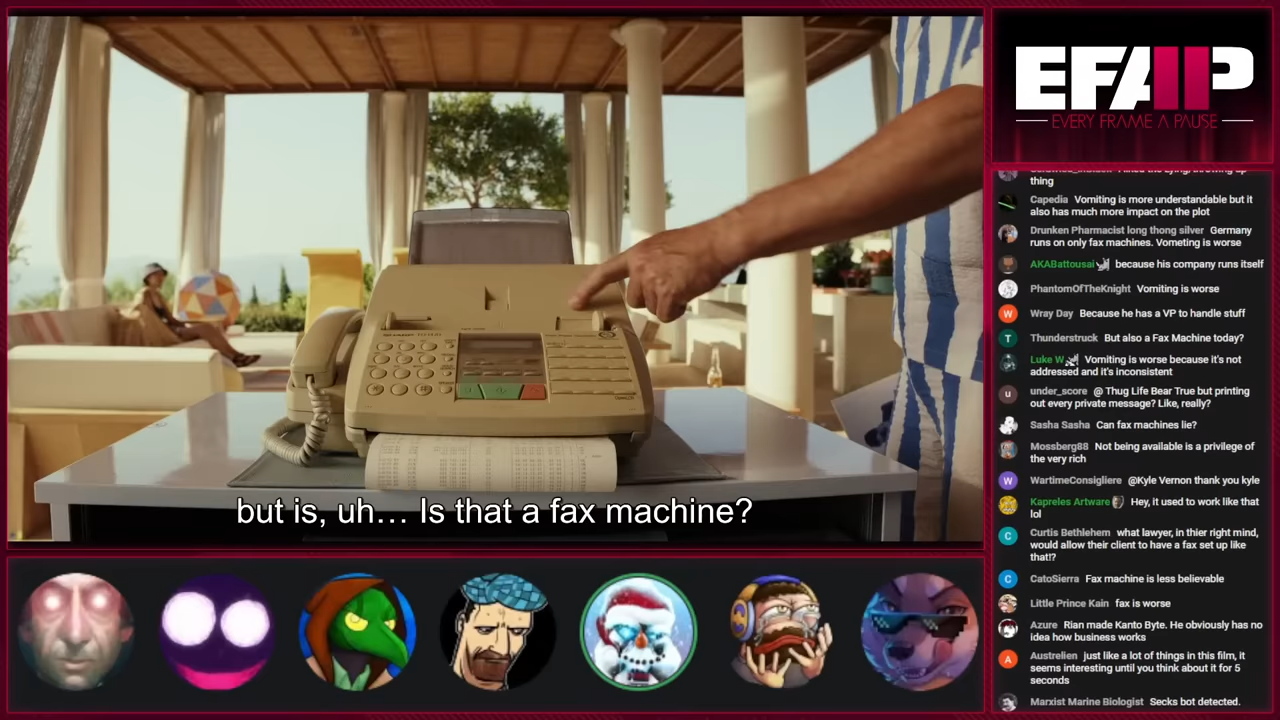 EFAP
EVERY FRAME A PAUSE
thing
Capedia Vomiting is more understandable but it
also has much more impact on the plot
Drunken Pharmacist long thong silver Germany
runs on only fax machines. Vometing is worse
AKABattousai because his company runs itself
PhantomOfTheKnight Vomiting is worse
Wray Day Because he has a VP to handle stuff
Thunderstruck But also a Fax Machine today?
Luke W Vomiting is worse because it's not
addressed and it's inconsistent
under_score @ Thug Life Bear True but printing
out every private message? Like, really?
Sasha Sasha Can fax machines lie?
Mossberg88 Not being available is a privilege of
the very rich
WartimeConsigliere @Kyle Vernon thank you kyle
Kapreles Artware Hey, it used to work like that
lol
Curtis Bethlehem what lawyer, in thier right mind,
would allow their client to have a fax set up like
that!?
CatoSierra Fax machine is less believable
Little Prince Kain fax is worse
Azure Rian made Kanto Byte. He obviously has no
idea how business works
Austrelien just like a lot of things in this film, it
seems interesting until you think about it for 5
seconds
Marxist Marine Biologist Secks bot detected.
but is, uh… Is that a fax machine?